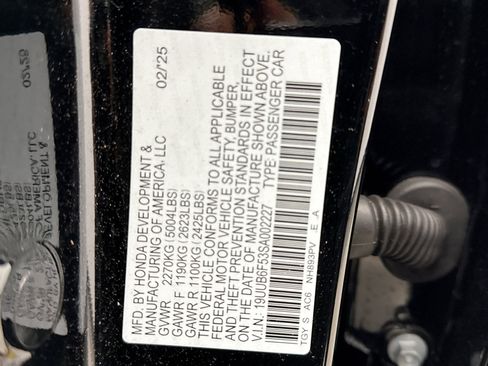 MFD. BY HONDA DEVELOPMENT &
MANUFACTURING OF AMERICA, LLC 02/25
GVWR 2270KG (5004LBS)
GAWR F 1190KG (2623LBS)
GAWR R 1100KG (2425LBS)
THIS VEHICLE CONFORMS TO ALL APPLICABLE
FEDERAL MOTOR VEHICLE SAFETY, BUMPER,
AND THEFT PREVENTION STANDARDS IN EFFECT
ON THE DATE OF MANUFACTURE SHOWN ABOVE.
V.I.N.: 19UUB6F53SA002227 TYPE: PASSENGER CAR
TGY S AC6 NH893PV E A